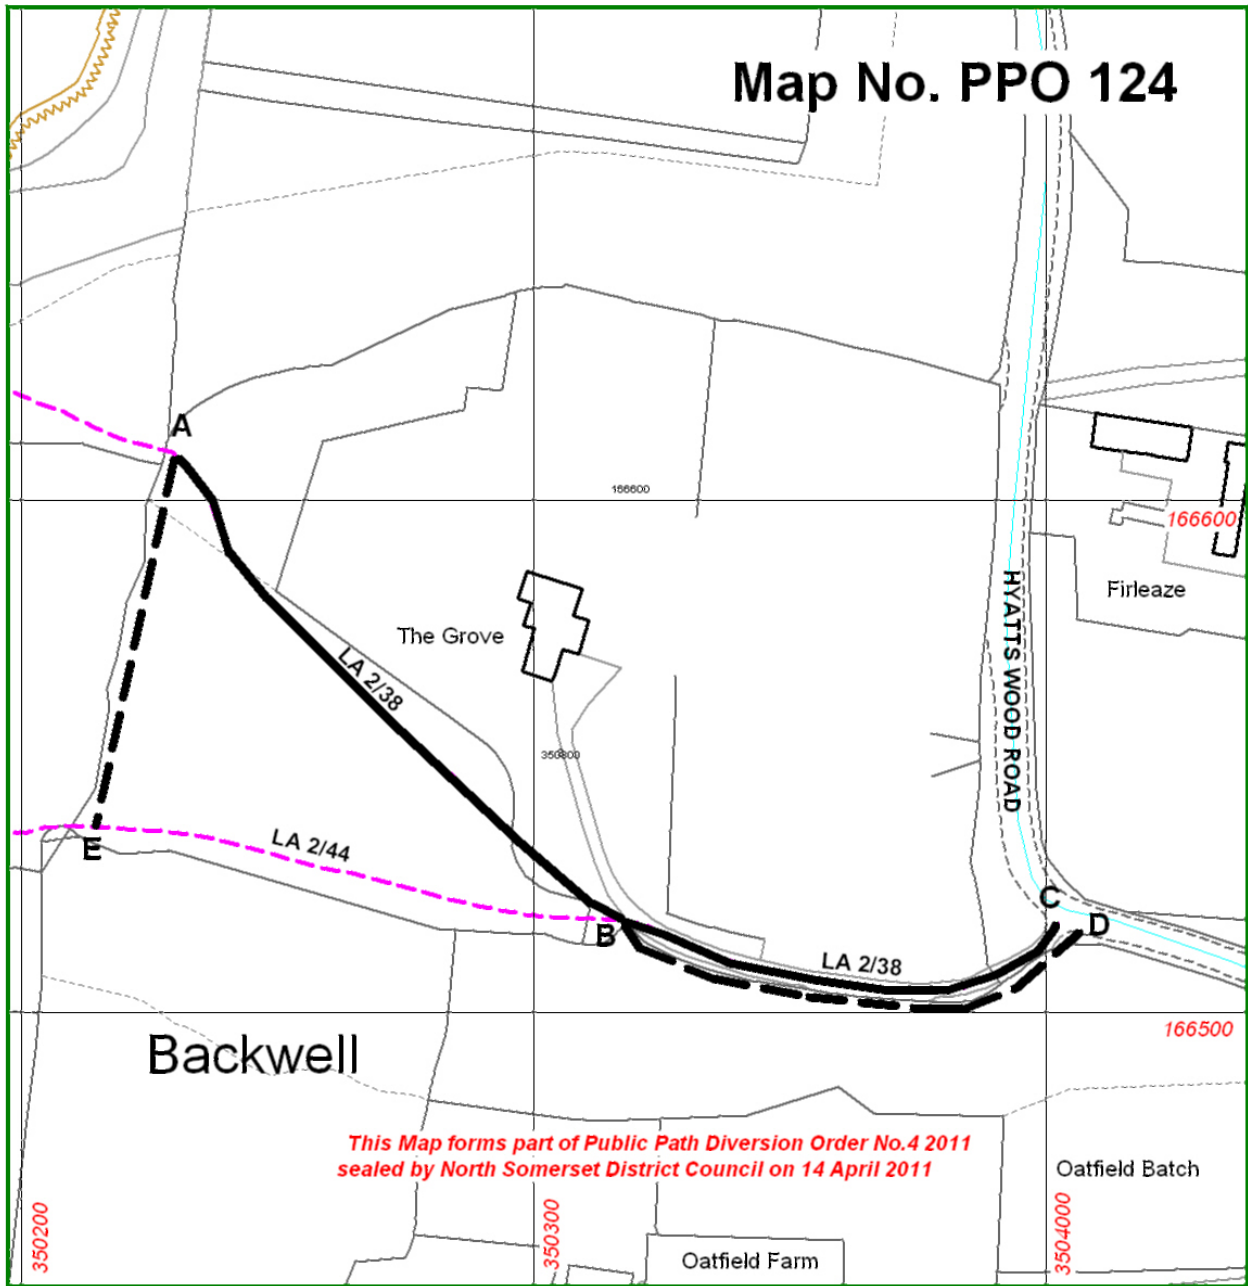 Map No. PPO 124
A
166600
166600
HYATTS WOOD ROAD
Firleaze
The Grove
LA 2/38
350300
E
LA 2/44
B
C
D
LA 2/38
166500
Backwell
This Map forms part of Public Path Diversion Order No.4 2011
sealed by North Somerset District Council on 14 April 2011
Oatfield Batch
350200
350300
3504000
Oatfield Farm